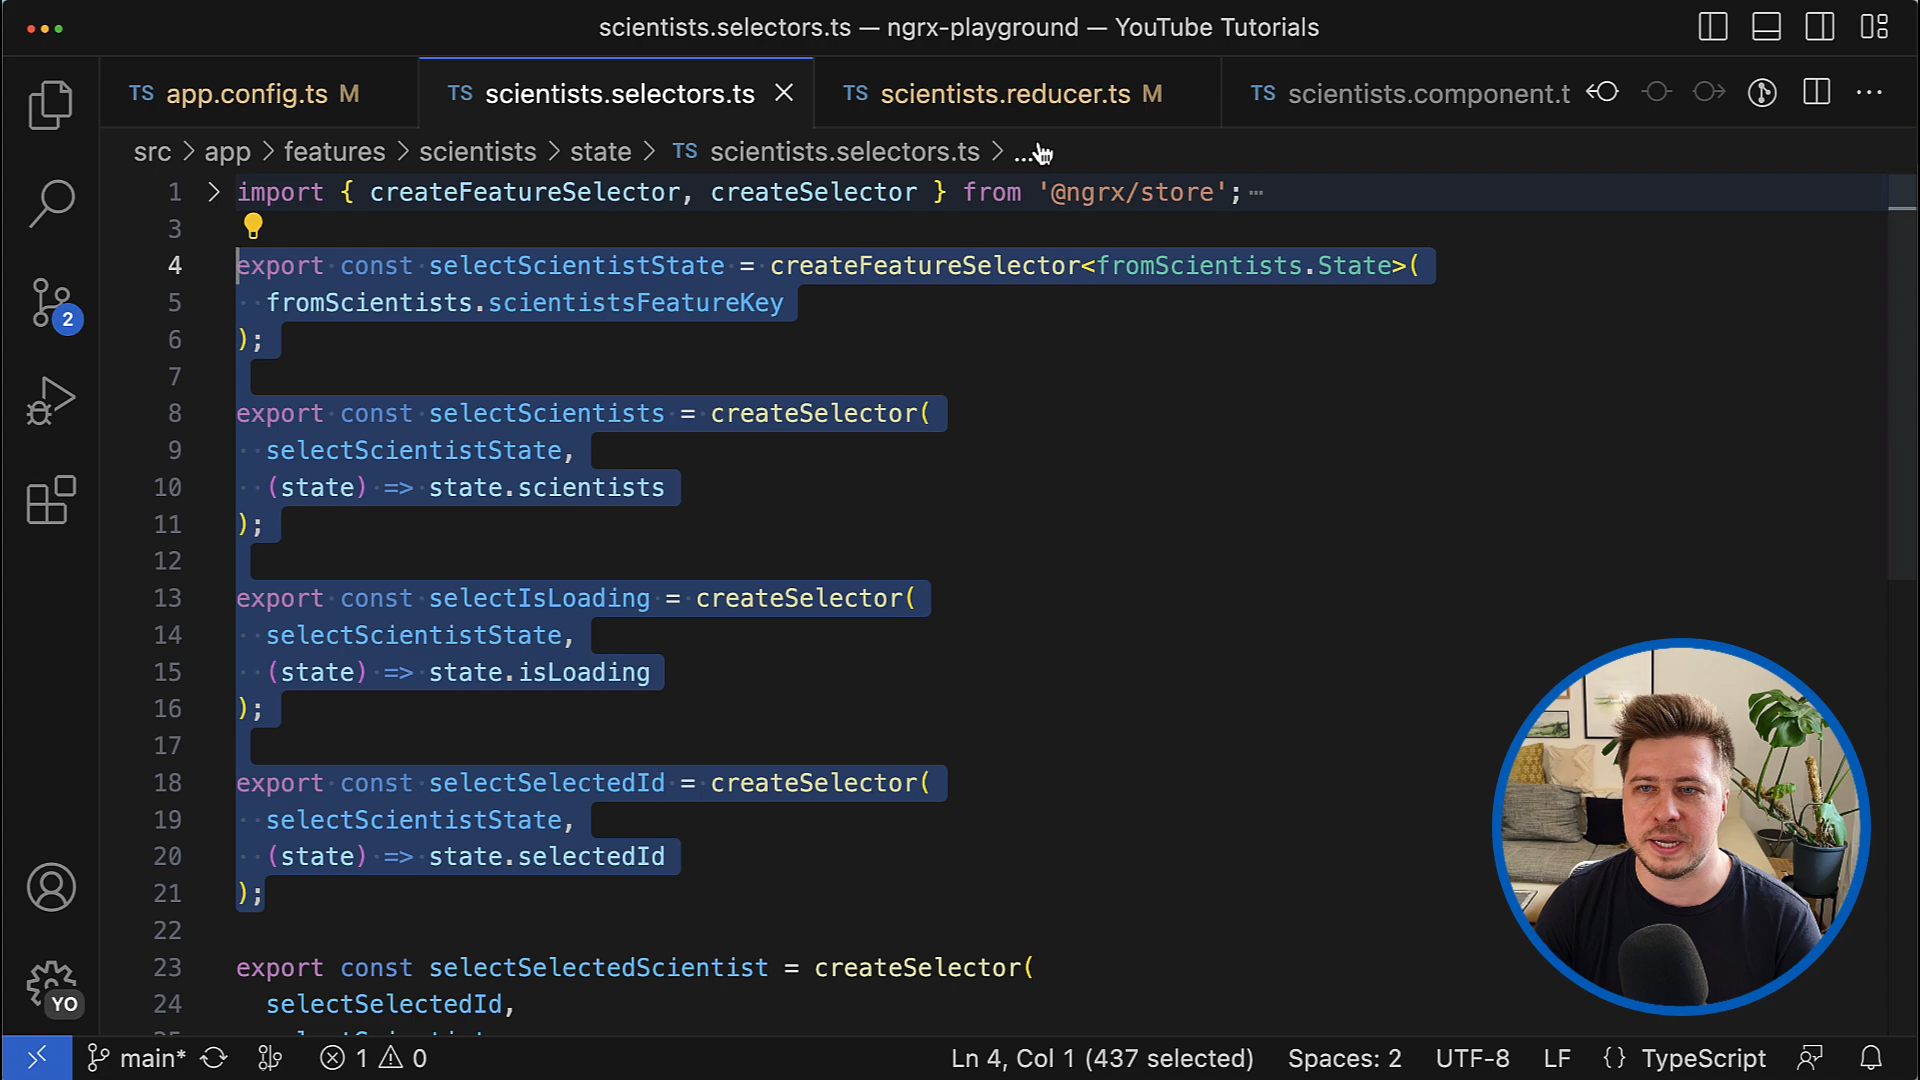 scientists.selectors.ts — ngrx-playground — YouTube Tutorials
TS app.config.ts M
TS scientists.selectors.ts
TS scientists.reducer.ts M
TS scientists.component.t
src > app > features > scientists > state > TS scientists.selectors.ts > ...
1 import { createFeatureSelector, createSelector } from '@ngrx/store';
3
4 export const selectScientistState = createFeatureSelector<fromScientists.State>(
5 fromScientists.scientistsFeatureKey
6 );
7
8 export const selectScientists = createSelector(
9 selectScientistState,
10 (state) => state.scientists
11 );
12
13 export const selectIsLoading = createSelector(
14 selectScientistState,
15 (state) => state.isLoading
16 );
17
18 export const selectSelectedId = createSelector(
19 selectScientistState,
20 (state) => state.selectedId
21 );
22
23 export const selectSelectedScientist = createSelector(
24 selectSelectedId,
2
YO
main* 1 0 Ln 4, Col 1 (437 selected) Spaces: 2 UTF-8 LF {} TypeScript